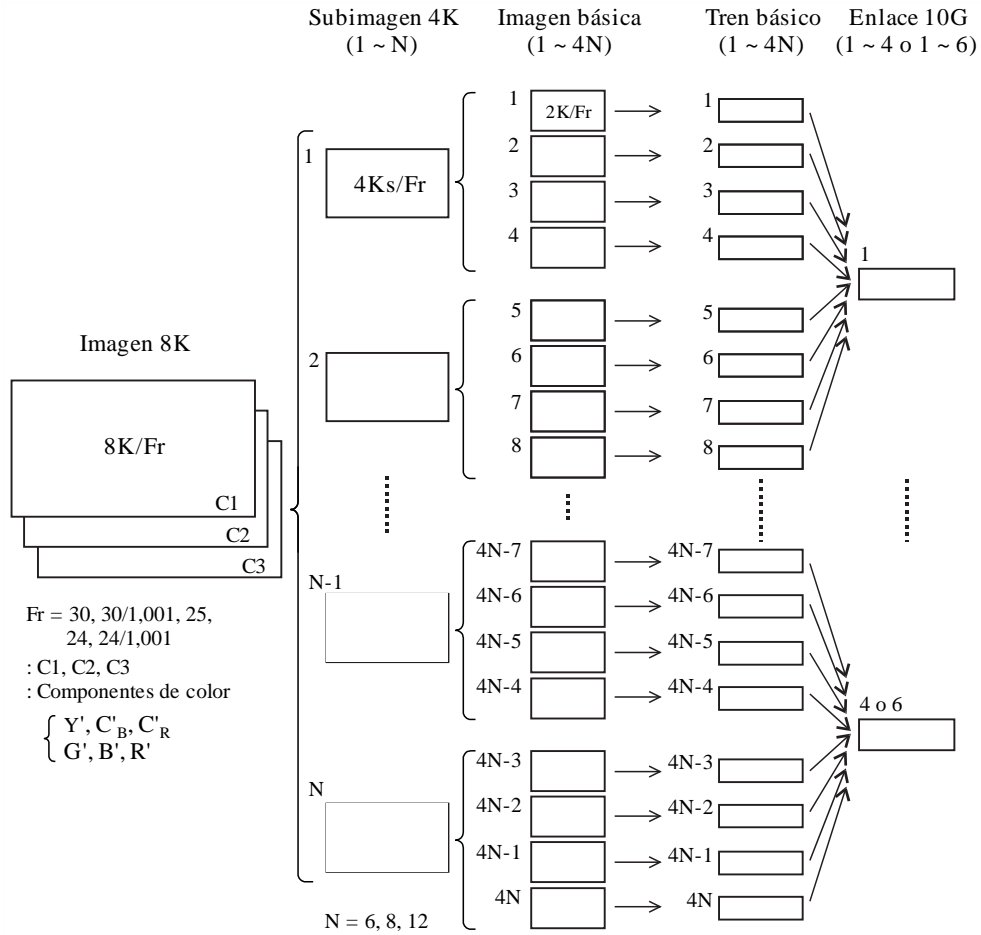 Subimagen 4K
(1 ~ N)
Imagen básica
(1 ~ 4N)
Tren básico
(1 ~ 4N)
Enlace 10G
(1 ~ 4 o 1 ~ 6)
Imagen 8K
8K/Fr
C1
C2
C3
Fr = 30, 30/1,001, 25,
24, 24/1,001
: C1, C2, C3
: Componentes de color
Y', C'B, C'R
G', B', R'
1
4Ks/Fr
2
N-1
N
N = 6, 8, 12
1
2K/Fr
2
3
4
5
6
7
8
4N-7
4N-6
4N-5
4N-4
4N-3
4N-2
4N-1
4N
1
2
3
4
5
6
7
8
4N-7
4N-6
4N-5
4N-4
4N-3
4N-2
4N-1
4N
1
4 o 6